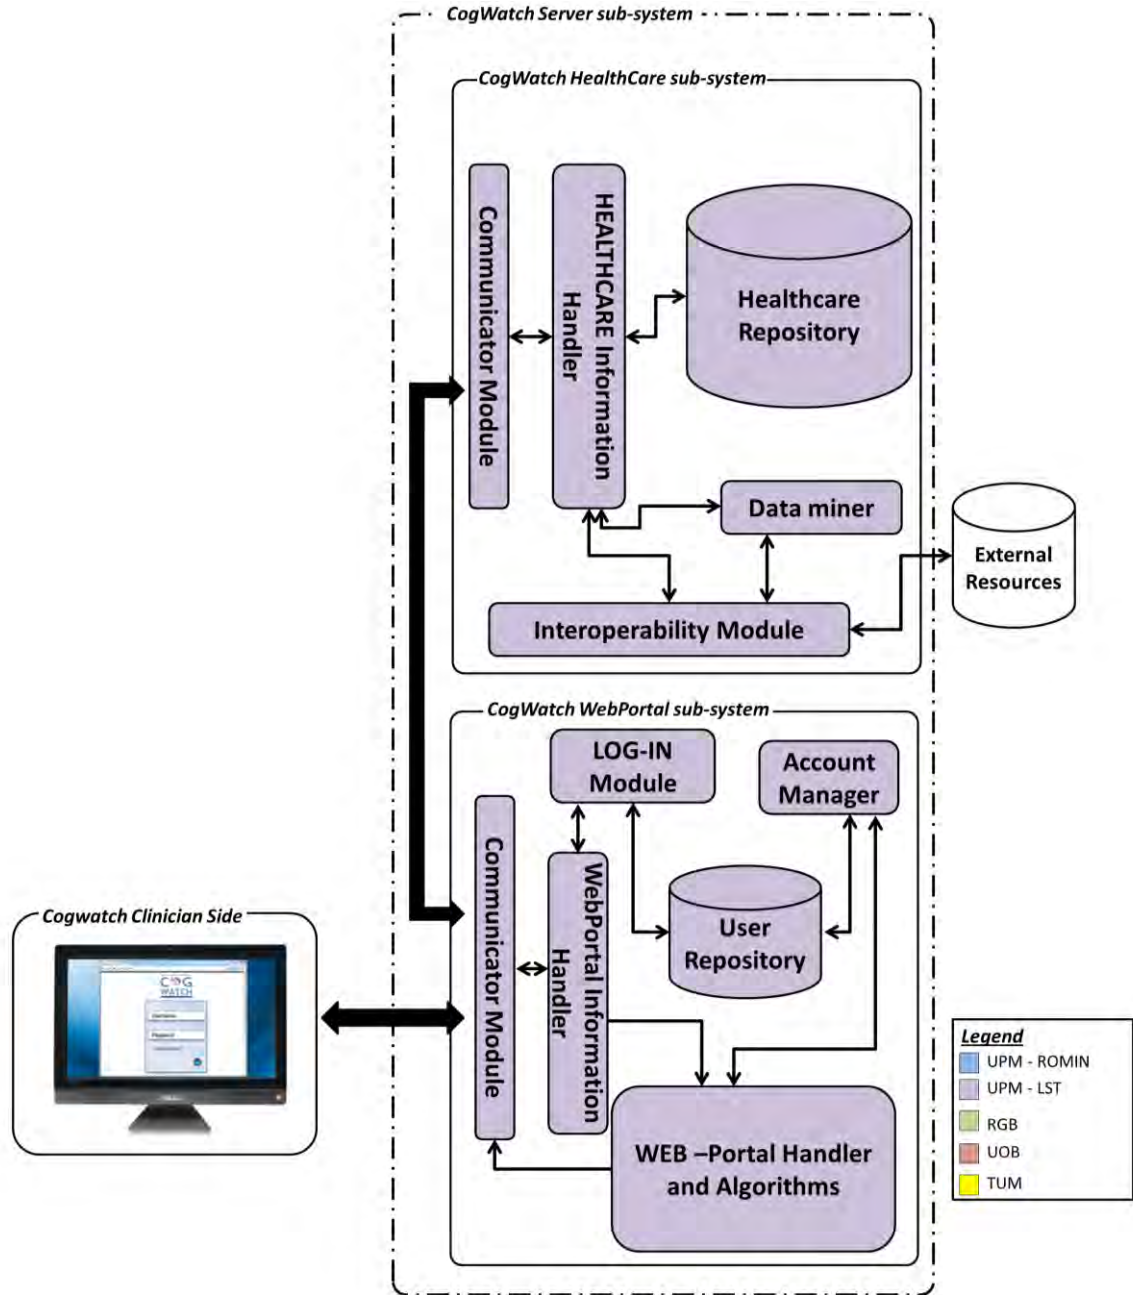 CogWatch Server sub-system
CogWatch HealthCare sub-system
Communicator Module
HEALTHCARE Information
Handler
Healthcare
Repository
Data miner
Interoperability Module
External
Resources
CogWatch WebPortal sub-system
LOG-IN
Module
Account
Manager
Communicator Module
WebPortal Information
Handler
User
Repository
WEB –Portal Handler
and Algorithms
Cogwatch Clinician Side
COG
WATCH
Username
Password
Legend
UPM - ROMIN
UPM - LST
RGB
UOB
TUM